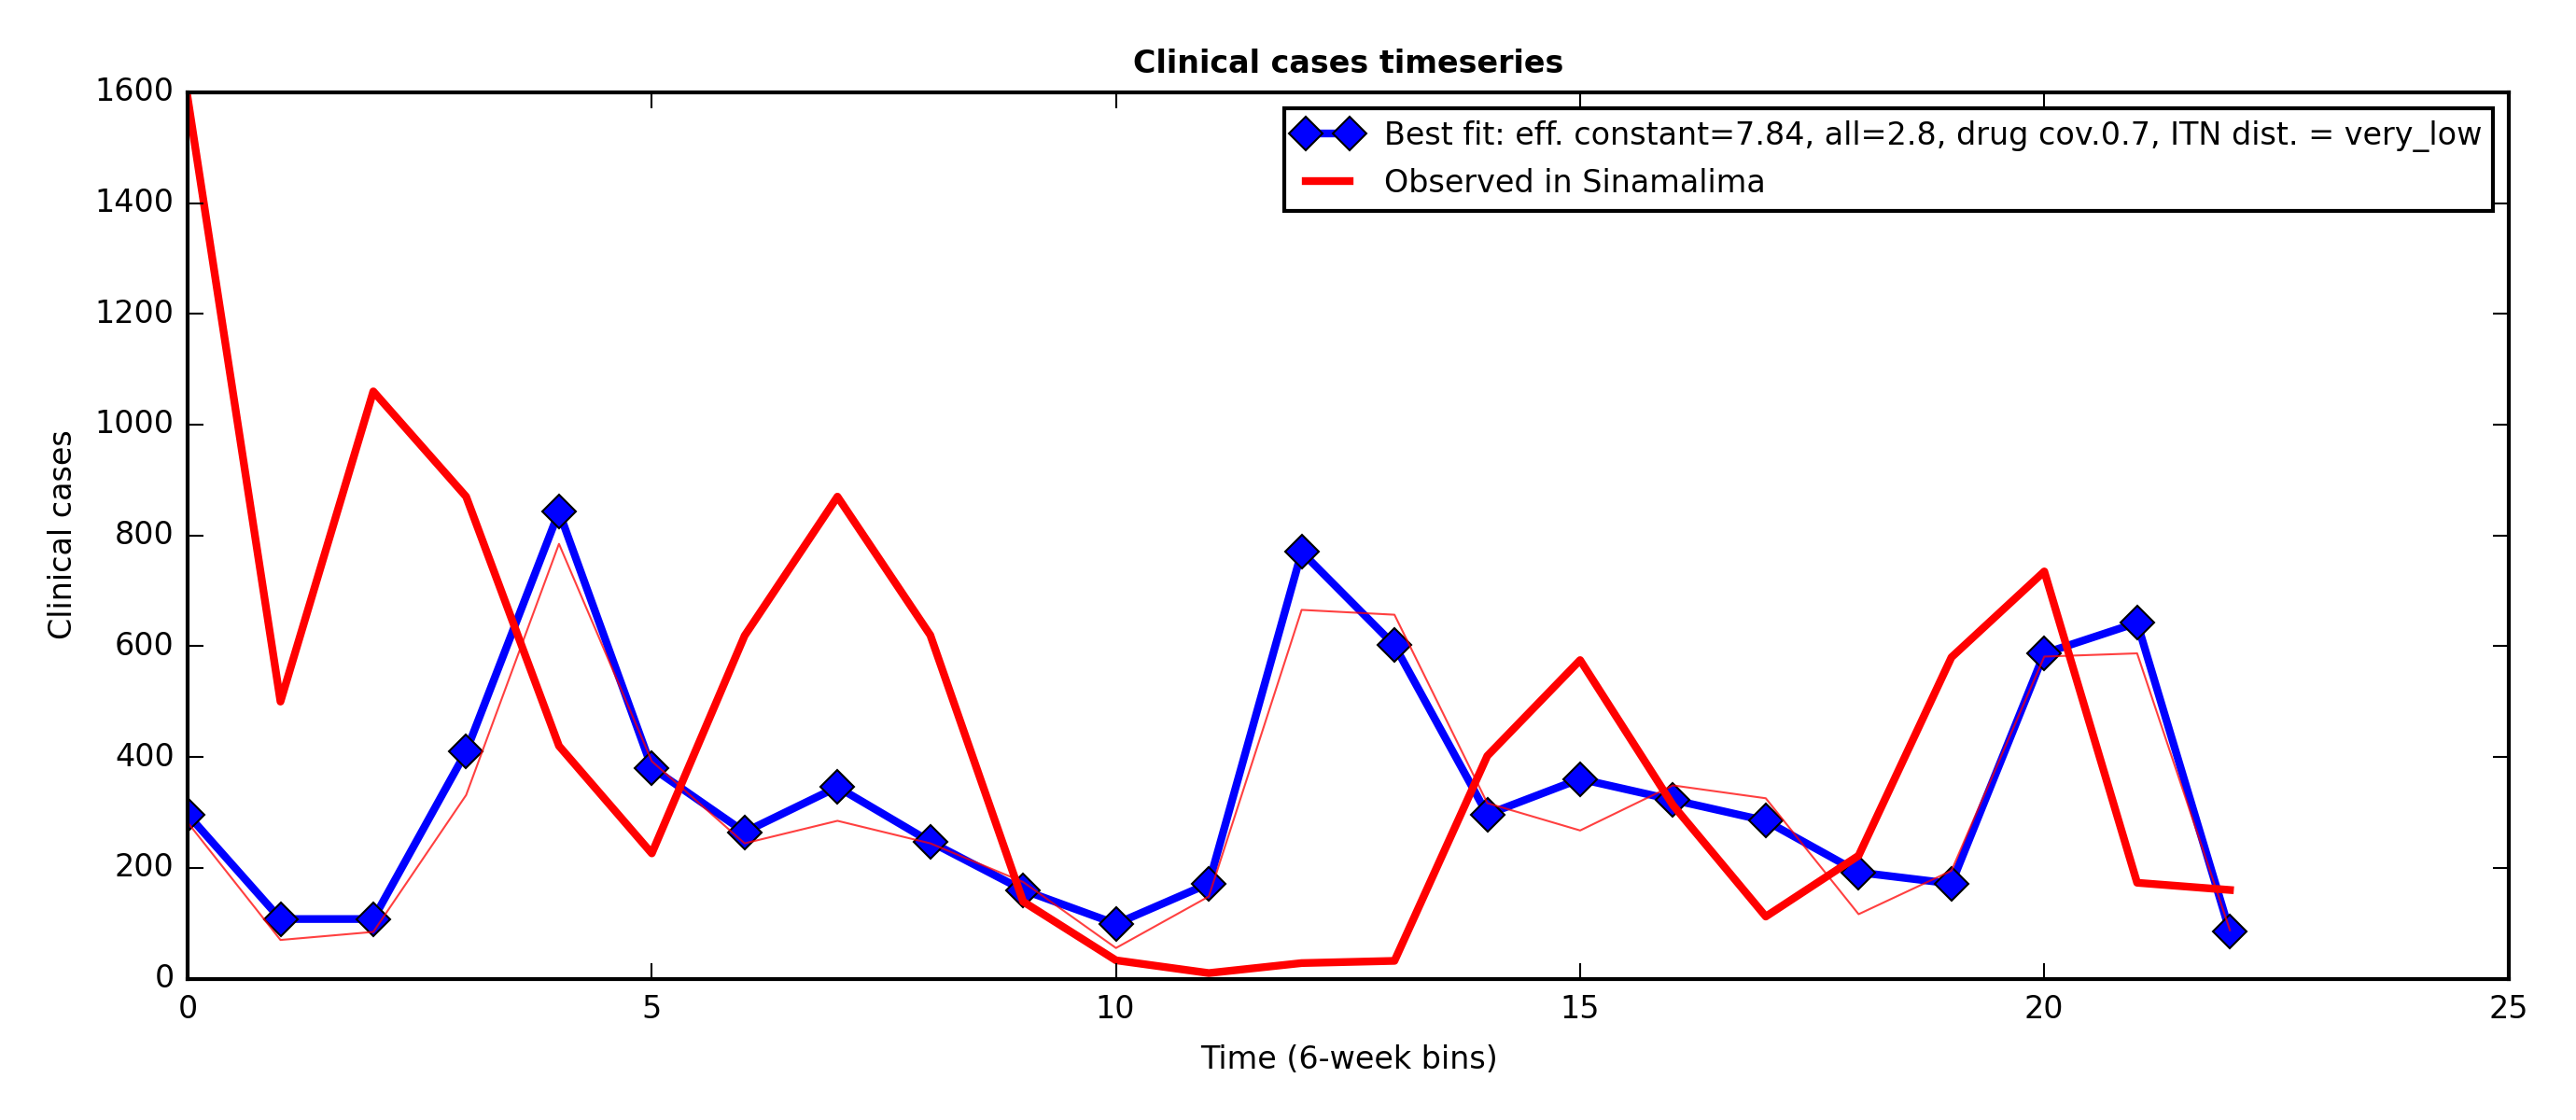 Clinical cases timeseries
1600
1400
1200
1000
800
600
400
200
0
Clinical cases
Best fit: eff. constant=7.84, all=2.8, drug cov.0.7, ITN dist. = very_low
Observed in Sinamalima
0 5 10 15 20 25
Time (6-week bins)